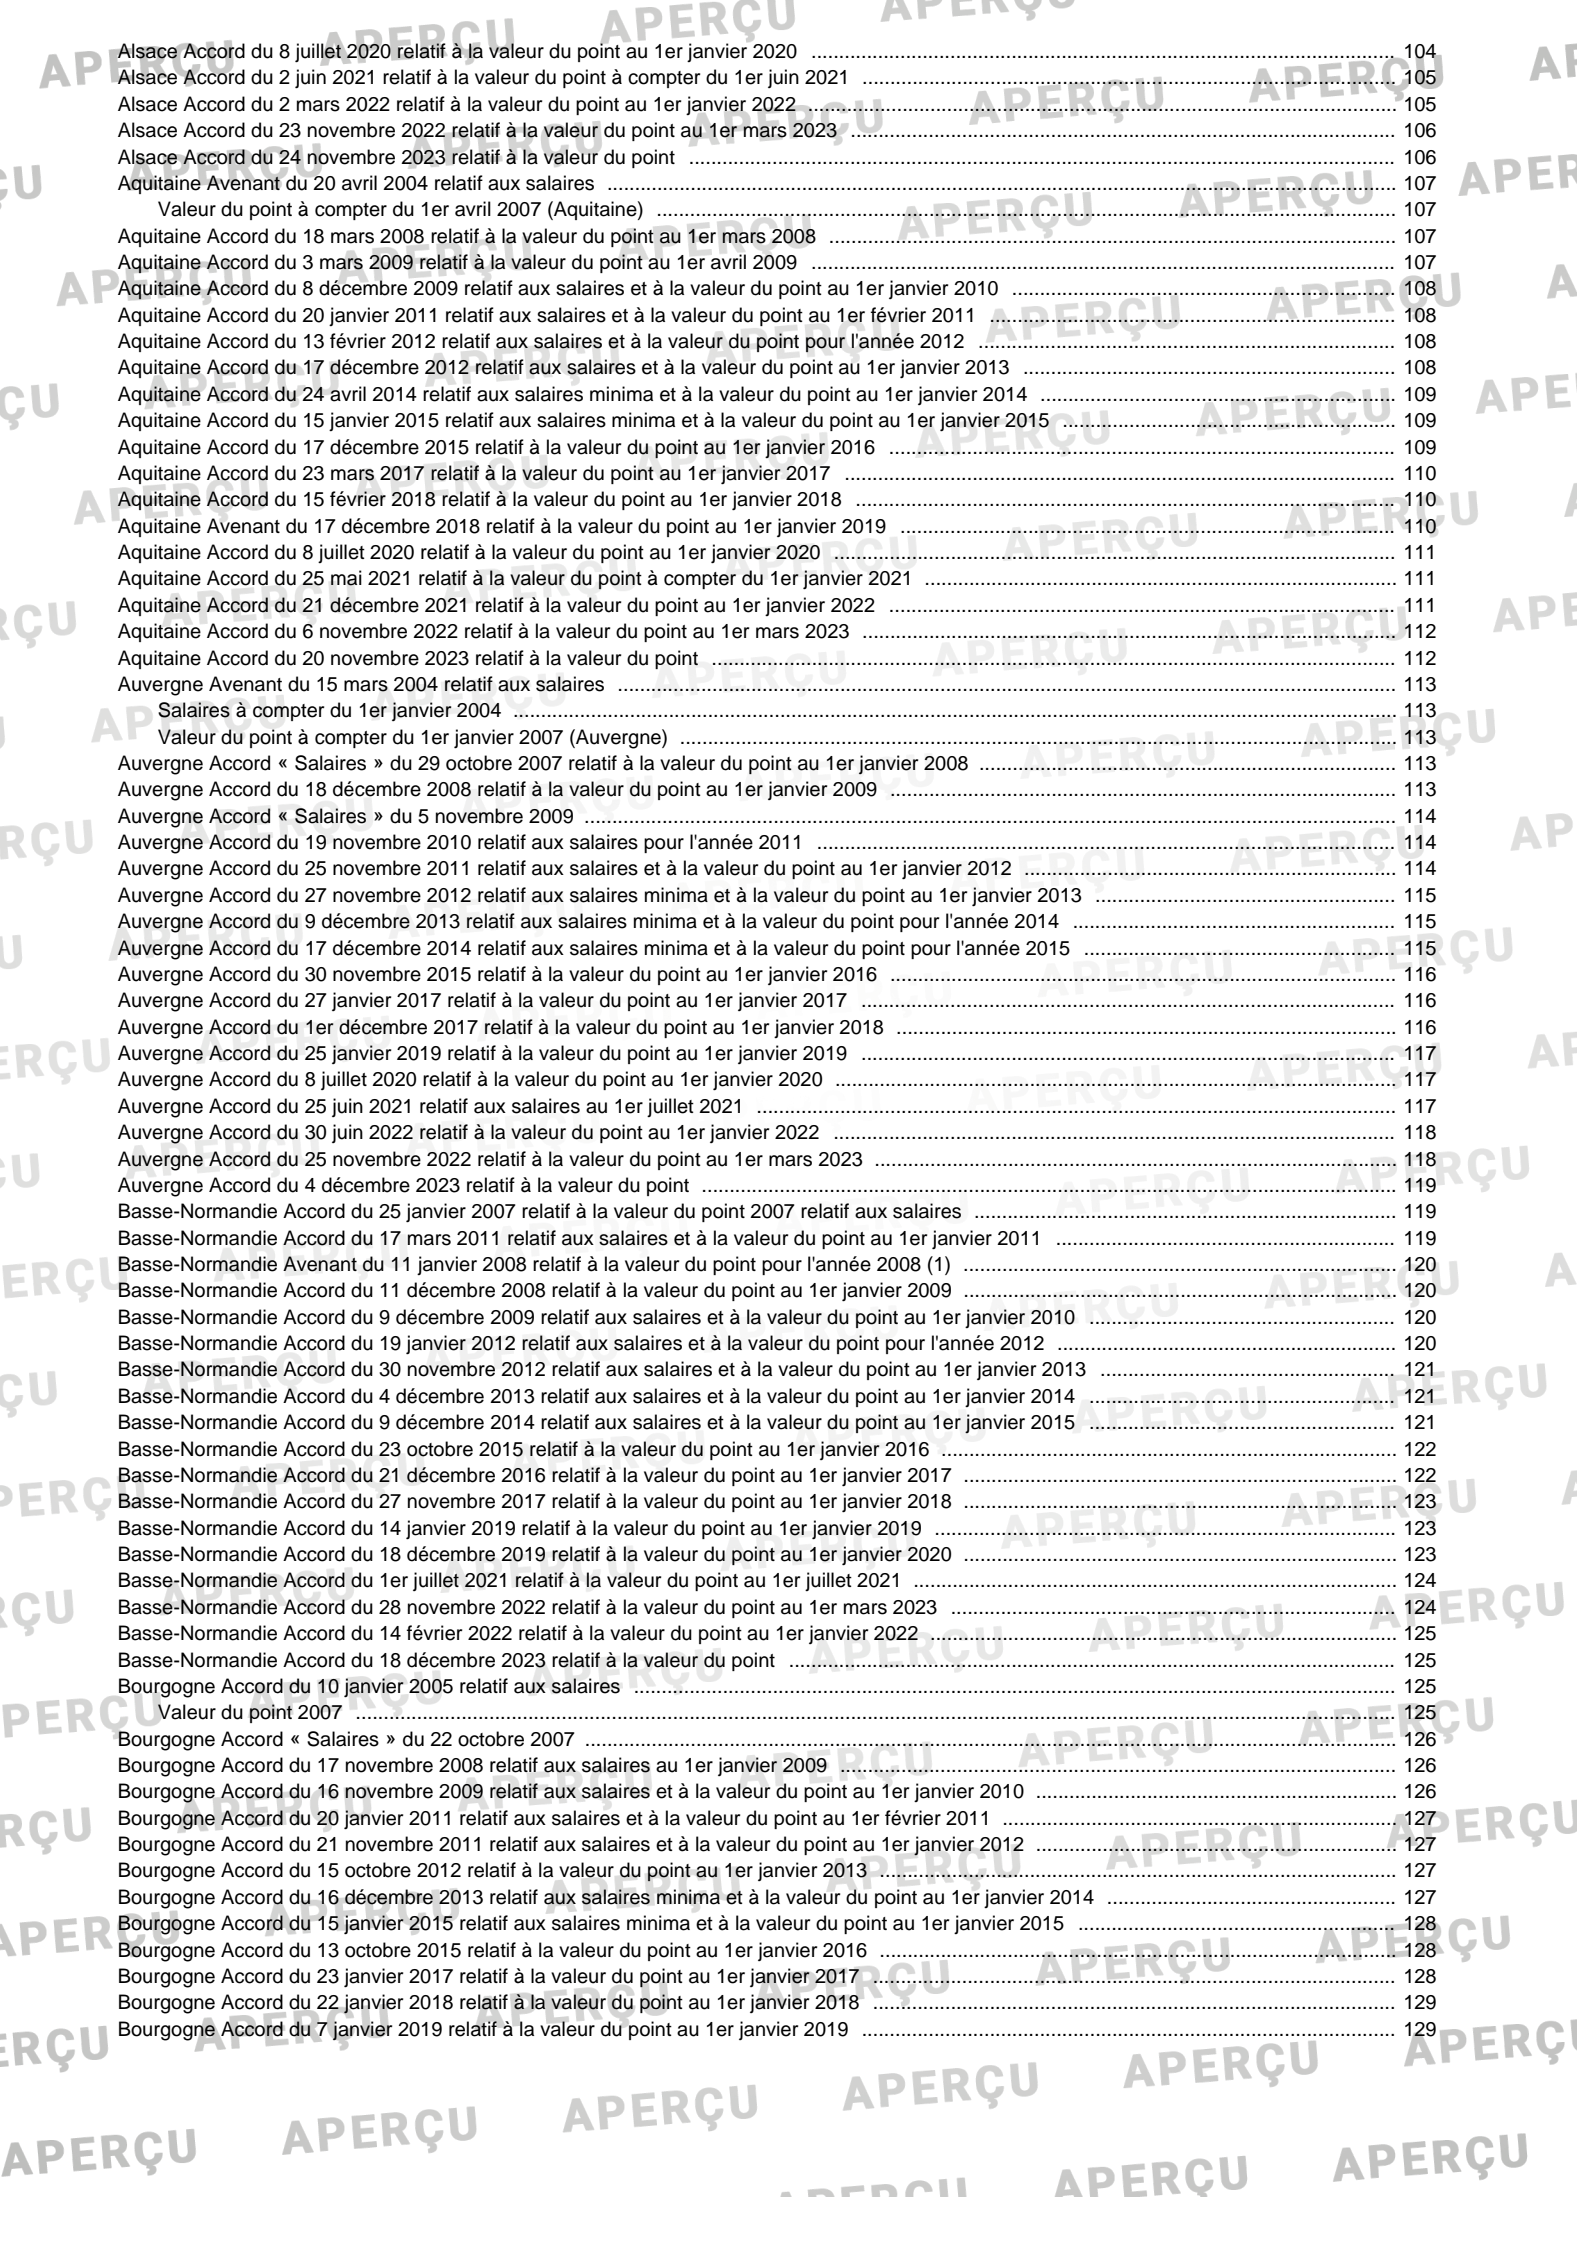 Alsace Accord du 8 juillet 2020 relatif à la valeur du point au 1er janvier 2020 ........ 104
Alsace Accord du 2 juin 2021 relatif à la valeur du point à compter du 1er juin 2021 ........ 105
Alsace Accord du 2 mars 2022 relatif à la valeur du point au 1er janvier 2022 ........ 105
Alsace Accord du 23 novembre 2022 relatif à la valeur du point au 1er mars 2023 ........ 106
Alsace Accord du 24 novembre 2023 relatif à la valeur du point ........ 106
Aquitaine Avenant du 20 avril 2004 relatif aux salaires ........ 107
Valeur du point à compter du 1er avril 2007 (Aquitaine) ........ 107
Aquitaine Accord du 18 mars 2008 relatif à la valeur du point au 1er mars 2008 ........ 107
Aquitaine Accord du 3 mars 2009 relatif à la valeur du point au 1er avril 2009 ........ 107
Aquitaine Accord du 8 décembre 2009 relatif aux salaires et à la valeur du point au 1er janvier 2010 ........ 108
Aquitaine Accord du 20 janvier 2011 relatif aux salaires et à la valeur du point au 1er février 2011 ........ 108
Aquitaine Accord du 13 février 2012 relatif aux salaires et à la valeur du point pour l'année 2012 ........ 108
Aquitaine Accord du 17 décembre 2012 relatif aux salaires et à la valeur du point au 1er janvier 2013 ........ 108
Aquitaine Accord du 24 avril 2014 relatif aux salaires minima et à la valeur du point au 1er janvier 2014 ........ 109
Aquitaine Accord du 15 janvier 2015 relatif aux salaires minima et à la valeur du point au 1er janvier 2015 ........ 109
Aquitaine Accord du 17 décembre 2015 relatif à la valeur du point au 1er janvier 2016 ........ 109
Aquitaine Accord du 23 mars 2017 relatif à la valeur du point au 1er janvier 2017 ........ 110
Aquitaine Accord du 15 février 2018 relatif à la valeur du point au 1er janvier 2018 ........ 110
Aquitaine Avenant du 17 décembre 2018 relatif à la valeur du point au 1er janvier 2019 ........ 110
Aquitaine Accord du 8 juillet 2020 relatif à la valeur du point au 1er janvier 2020 ........ 111
Aquitaine Accord du 25 mai 2021 relatif à la valeur du point à compter du 1er janvier 2021 ........ 111
Aquitaine Accord du 21 décembre 2021 relatif à la valeur du point au 1er janvier 2022 ........ 111
Aquitaine Accord du 6 novembre 2022 relatif à la valeur du point au 1er mars 2023 ........ 112
Aquitaine Accord du 20 novembre 2023 relatif à la valeur du point ........ 112
Auvergne Avenant du 15 mars 2004 relatif aux salaires ........ 113
Salaires à compter du 1er janvier 2004 ........ 113
Valeur du point à compter du 1er janvier 2007 (Auvergne) ........ 113
Auvergne Accord « Salaires » du 29 octobre 2007 relatif à la valeur du point au 1er janvier 2008 ........ 113
Auvergne Accord du 18 décembre 2008 relatif à la valeur du point au 1er janvier 2009 ........ 113
Auvergne Accord « Salaires » du 5 novembre 2009 ........ 114
Auvergne Accord du 19 novembre 2010 relatif aux salaires pour l'année 2011 ........ 114
Auvergne Accord du 25 novembre 2011 relatif aux salaires et à la valeur du point au 1er janvier 2012 ........ 114
Auvergne Accord du 27 novembre 2012 relatif aux salaires minima et à la valeur du point au 1er janvier 2013 ........ 115
Auvergne Accord du 9 décembre 2013 relatif aux salaires minima et à la valeur du point pour l'année 2014 ........ 115
Auvergne Accord du 17 décembre 2014 relatif aux salaires minima et à la valeur du point pour l'année 2015 ........ 115
Auvergne Accord du 30 novembre 2015 relatif à la valeur du point au 1er janvier 2016 ........ 116
Auvergne Accord du 27 janvier 2017 relatif à la valeur du point au 1er janvier 2017 ........ 116
Auvergne Accord du 1er décembre 2017 relatif à la valeur du point au 1er janvier 2018 ........ 116
Auvergne Accord du 25 janvier 2019 relatif à la valeur du point au 1er janvier 2019 ........ 117
Auvergne Accord du 8 juillet 2020 relatif à la valeur du point au 1er janvier 2020 ........ 117
Auvergne Accord du 25 juin 2021 relatif aux salaires au 1er juillet 2021 ........ 117
Auvergne Accord du 30 juin 2022 relatif à la valeur du point au 1er janvier 2022 ........ 118
Auvergne Accord du 25 novembre 2022 relatif à la valeur du point au 1er mars 2023 ........ 118
Auvergne Accord du 4 décembre 2023 relatif à la valeur du point ........ 119
Basse-Normandie Accord du 25 janvier 2007 relatif à la valeur du point 2007 relatif aux salaires ........ 119
Basse-Normandie Accord du 17 mars 2011 relatif aux salaires et à la valeur du point au 1er janvier 2011 ........ 119
Basse-Normandie Avenant du 11 janvier 2008 relatif à la valeur du point pour l'année 2008 (1) ........ 120
Basse-Normandie Accord du 11 décembre 2008 relatif à la valeur du point au 1er janvier 2009 ........ 120
Basse-Normandie Accord du 9 décembre 2009 relatif aux salaires et à la valeur du point au 1er janvier 2010 ........ 120
Basse-Normandie Accord du 19 janvier 2012 relatif aux salaires et à la valeur du point pour l'année 2012 ........ 120
Basse-Normandie Accord du 30 novembre 2012 relatif aux salaires et à la valeur du point au 1er janvier 2013 ........ 121
Basse-Normandie Accord du 4 décembre 2013 relatif aux salaires et à la valeur du point au 1er janvier 2014 ........ 121
Basse-Normandie Accord du 9 décembre 2014 relatif aux salaires et à la valeur du point au 1er janvier 2015 ........ 121
Basse-Normandie Accord du 23 octobre 2015 relatif à la valeur du point au 1er janvier 2016 ........ 122
Basse-Normandie Accord du 21 décembre 2016 relatif à la valeur du point au 1er janvier 2017 ........ 122
Basse-Normandie Accord du 27 novembre 2017 relatif à la valeur du point au 1er janvier 2018 ........ 123
Basse-Normandie Accord du 14 janvier 2019 relatif à la valeur du point au 1er janvier 2019 ........ 123
Basse-Normandie Accord du 18 décembre 2019 relatif à la valeur du point au 1er janvier 2020 ........ 123
Basse-Normandie Accord du 1er juillet 2021 relatif à la valeur du point au 1er juillet 2021 ........ 124
Basse-Normandie Accord du 28 novembre 2022 relatif à la valeur du point au 1er mars 2023 ........ 124
Basse-Normandie Accord du 14 février 2022 relatif à la valeur du point au 1er janvier 2022 ........ 125
Basse-Normandie Accord du 18 décembre 2023 relatif à la valeur du point ........ 125
Bourgogne Accord du 10 janvier 2005 relatif aux salaires ........ 125
Valeur du point 2007 ........ 125
Bourgogne Accord « Salaires » du 22 octobre 2007 ........ 126
Bourgogne Accord du 17 novembre 2008 relatif aux salaires au 1er janvier 2009 ........ 126
Bourgogne Accord du 16 novembre 2009 relatif aux salaires et à la valeur du point au 1er janvier 2010 ........ 126
Bourgogne Accord du 20 janvier 2011 relatif aux salaires et à la valeur du point au 1er février 2011 ........ 127
Bourgogne Accord du 21 novembre 2011 relatif aux salaires et à la valeur du point au 1er janvier 2012 ........ 127
Bourgogne Accord du 15 octobre 2012 relatif à la valeur du point au 1er janvier 2013 ........ 127
Bourgogne Accord du 16 décembre 2013 relatif aux salaires minima et à la valeur du point au 1er janvier 2014 ........ 127
Bourgogne Accord du 15 janvier 2015 relatif aux salaires minima et à la valeur du point au 1er janvier 2015 ........ 128
Bourgogne Accord du 13 octobre 2015 relatif à la valeur du point au 1er janvier 2016 ........ 128
Bourgogne Accord du 23 janvier 2017 relatif à la valeur du point au 1er janvier 2017 ........ 128
Bourgogne Accord du 22 janvier 2018 relatif à la valeur du point au 1er janvier 2018 ........ 129
Bourgogne Accord du 7 janvier 2019 relatif à la valeur du point au 1er janvier 2019 ........ 129
APERÇU